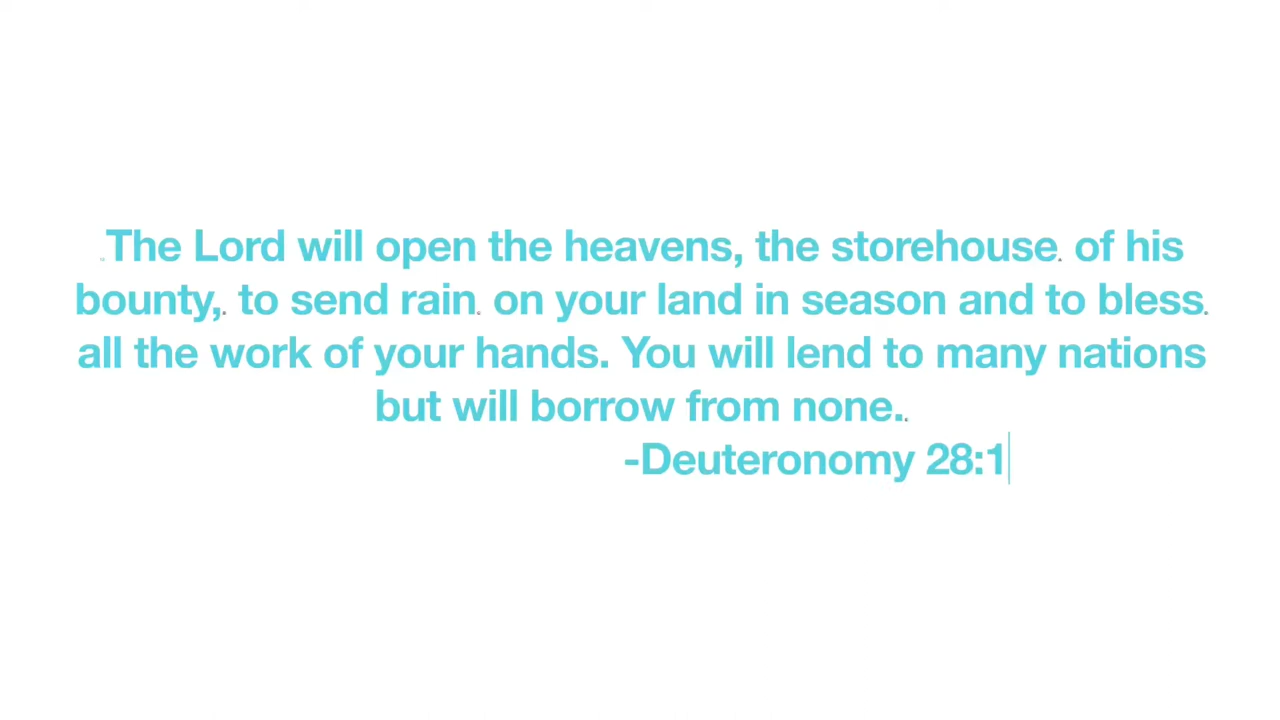 The Lord will open the heavens, the storehouse of his
bounty, to send rain on your land in season and to bless
all the work of your hands. You will lend to many nations
but will borrow from none.
-Deuteronomy 28:1